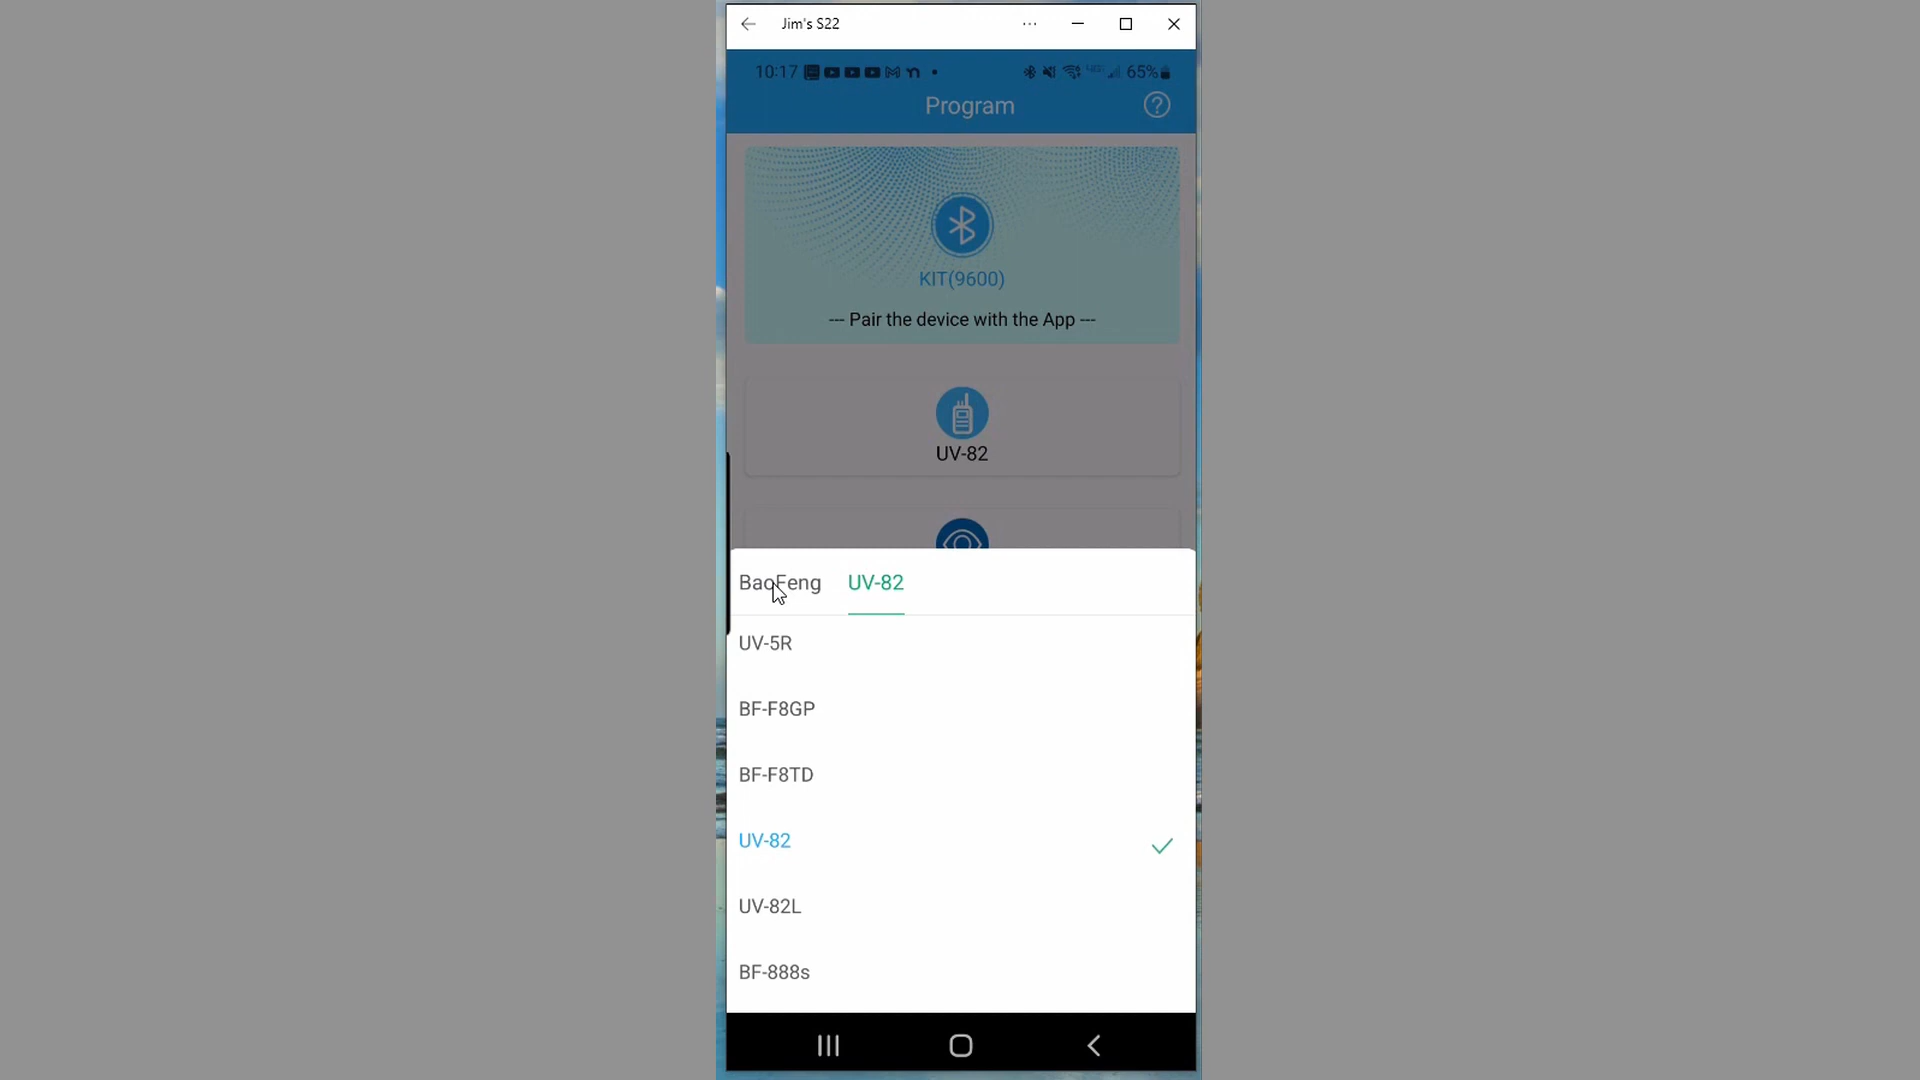 Jim's S22
10:17
65%
Program
KIT(9600)
--- Pair the device with the App ---
UV-82
BaoFeng UV-82
UV-5R
BF-F8GP
BF-F8TD
UV-82
UV-82L
BF-888s